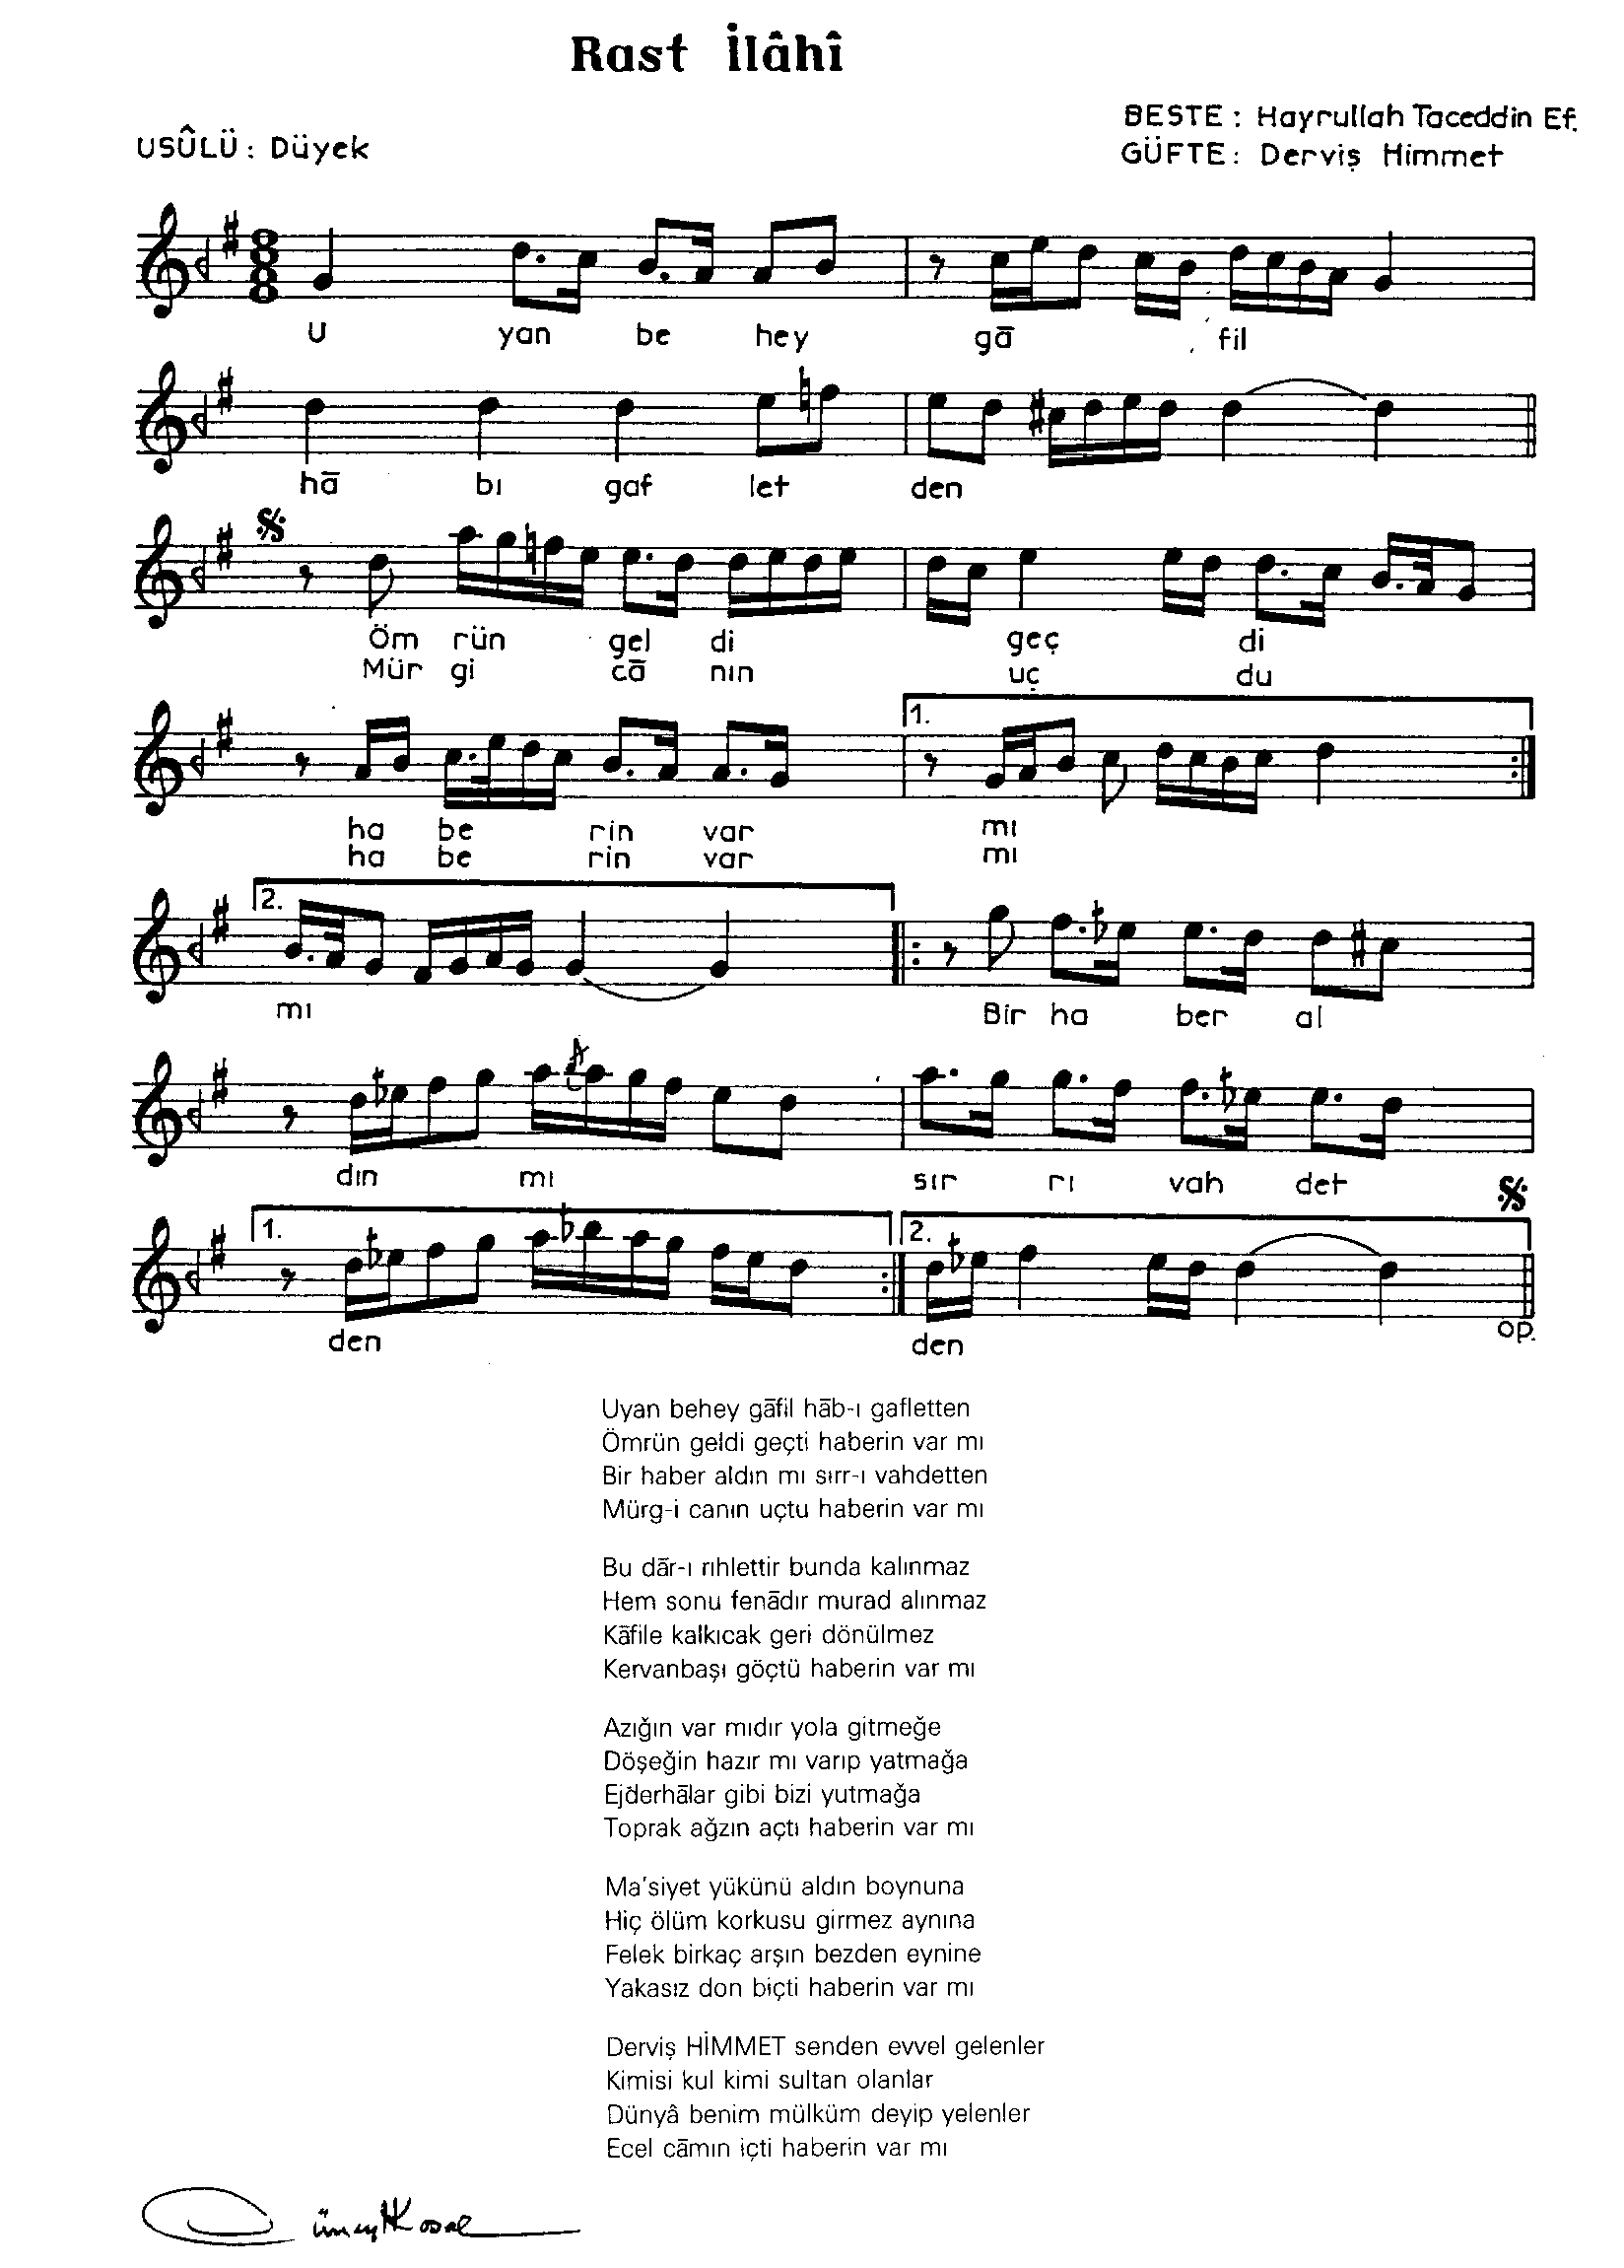 Rast İlâhî
BESTE : Hayrullah Taceddin Ef.
USÛLÜ : Düyek
GÜFTE : Derviş Himmet
8 8
U yan be hey gā fil
hā bı gaf let den
Öm rün gel di geç di
Mür gi cā nın uç du
1.
ha be rin var mı
ha be rin var mı
2.
mı Bir ha ber al
dın mı sır rı vah det
1. 2.
den den op.
Uyan behey gāfil hāb-ı gafletten
Ömrün geldi geçti haberin var mı
Bir haber aldın mı sırr-ı vahdetten
Mürg-i canın uçtu haberin var mı
Bu dār-ı rıhlettir bunda kalınmaz
Hem sonu fenādır murad alınmaz
Kāfile kalkıcak geri dönülmez
Kervanbaşı göçtü haberin var mı
Azığın var mıdır yola gitmeğe
Döşeğin hazır mı varıp yatmağa
Ejderhālar gibi bizi yutmağa
Toprak ağzın açtı haberin var mı
Ma'siyet yükünü aldın boynuna
Hiç ölüm korkusu girmez aynına
Felek birkaç arşın bezden eynine
Yakasız don biçti haberin var mı
Derviş HİMMET senden evvel gelenler
Kimisi kul kimi sultan olanlar
Dünyâ benim mülküm deyip yelenler
Ecel cāmın içti haberin var mı
Cüneyt Kosal